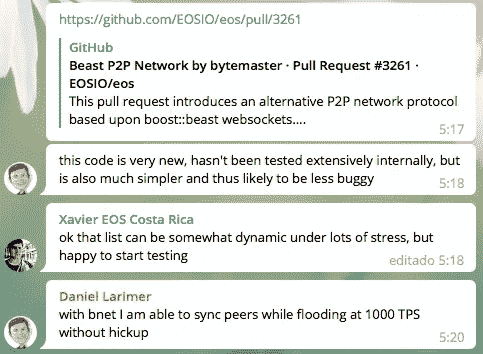 https://github.com/EOSIO/eos/pull/3261
GitHub
Beast P2P Network by bytemaster · Pull Request #3261 ·
EOSIO/eos
This pull request introduces an alternative P2P network protocol
based upon boost::beast websockets....
5:17
this code is very new, hasn't been tested extensively internally, but
is also much simpler and thus likely to be less buggy
5:18
Xavier EOS Costa Rica
ok that list can be somewhat dynamic under lots of stress, but
happy to start testing
editado 5:18
Daniel Larimer
with bnet I am able to sync peers while flooding at 1000 TPS
without hickup
5:20